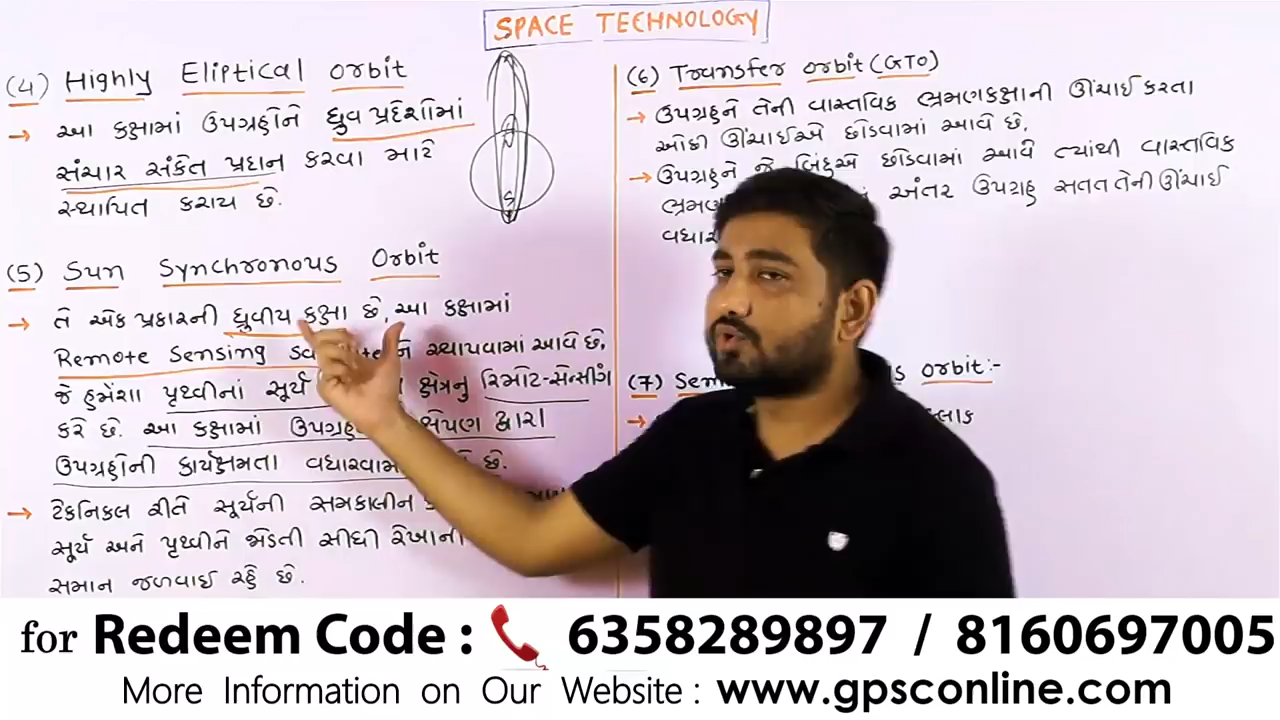 SPACE TECHNOLOGY
(4) Highly Eliptical orbit
→ આ કક્ષામાં ઉપગ્રહોને ધ્રુવ પ્રદેશોમાં
સંચાર સંકેત પ્રદાન કરવા માટે
સ્થાપિત કરાય છે.
(5) Sun Synchronous Orbit
→ તે એક પ્રકારની ધ્રુવીય કક્ષા છે, આ કક્ષામાં
Remote Sensing ને સ્થાપવામાં આવે છે,
જે હંમેશા પૃથ્વીનાં સૂર્ય ક્ષેત્રનુ રિમોટ-સેન્સીંગ
કરે છે. આ કક્ષામાં દ્વારા
ઉપગ્રહોની કાર્યક્ષમતા છે.
→ ટેકનિકલ રીતે સૂર્યની સમકાલીન
સૂર્ય અને પૃથ્વીને જોડતી સીધી રેખાની
સમાન જળવાઈ રહે છે.
(6) Transfer orbit (GTO)
→ ઉપગ્રહને તેની વાસ્તવિક ભ્રમણકક્ષાની ઊંચાઈ કરતા
ઓછી ઊંચાઈએ છોડવામાં આવે છે,
→ ઉપગ્રહને જે બિંદુએ છોડવામાં આવે ત્યાંથી વાસ્તવિક
અંતર ઉપગ્રહ સતત તેની ઊંચાઈ
(7) orbit:-
for Redeem Code : 6358289897 / 8160697005
More Information on Our Website : www.gpsconline.com